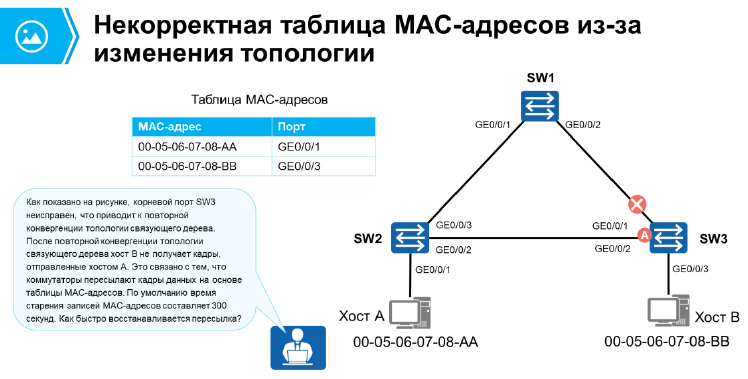 Некорректная таблица MAC-адресов из-за
изменения топологии
Таблица MAC-адресов
MAC-адрес Порт
00-05-06-07-08-AA GE0/0/1
00-05-06-07-08-BB GE0/0/3
Как показано на рисунке, корневой порт SW3
неисправен, что приводит к повторной
конвергенции топологии связующего дерева.
После повторной конвергенции топологии
связующего дерева хост B не получает кадры,
отправленные хостом A. Это связано с тем, что
коммутаторы пересылают кадры данных на основе
таблицы MAC-адресов. По умолчанию время
старения записей MAC-адресов составляет 300
секунд. Как быстро восстанавливается пересылка?
SW1
GE0/0/1 GE0/0/2
SW2
GE0/0/3
GE0/0/2
GE0/0/1
GE0/0/1
A
GE0/0/2
SW3
GE0/0/3
Хост A
00-05-06-07-08-AA
Хост B
00-05-06-07-08-BB